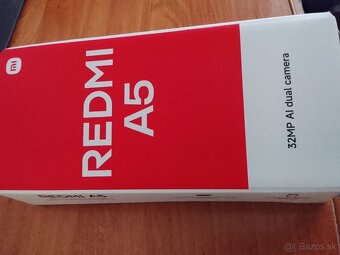 mi
REDMI
A5
32MP AI dual camera
REDMI A5
Bazos.sk